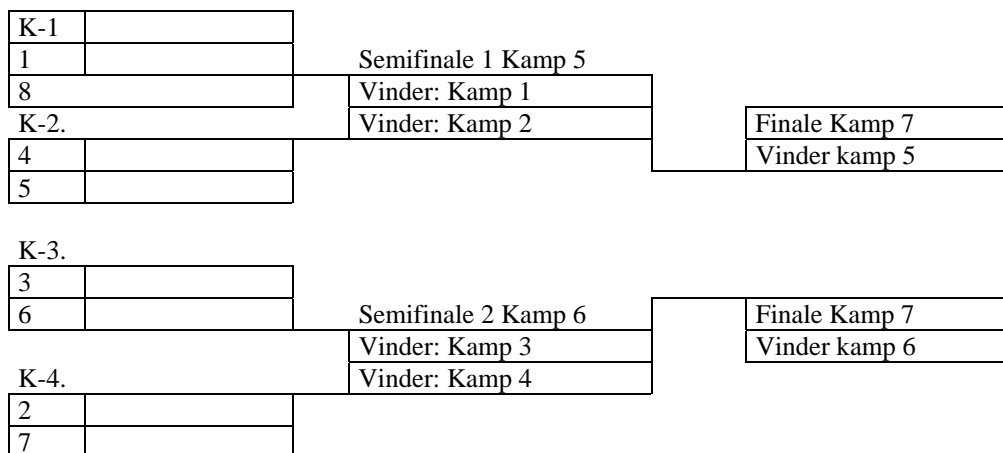 K-1
1
Semifinale 1 Kamp 5
8
Vinder: Kamp 1
K-2.
Vinder: Kamp 2
Finale Kamp 7
4
Vinder kamp 5
5
K-3.
3
6
Semifinale 2 Kamp 6
Finale Kamp 7
Vinder: Kamp 3
Vinder kamp 6
K-4.
Vinder: Kamp 4
2
7